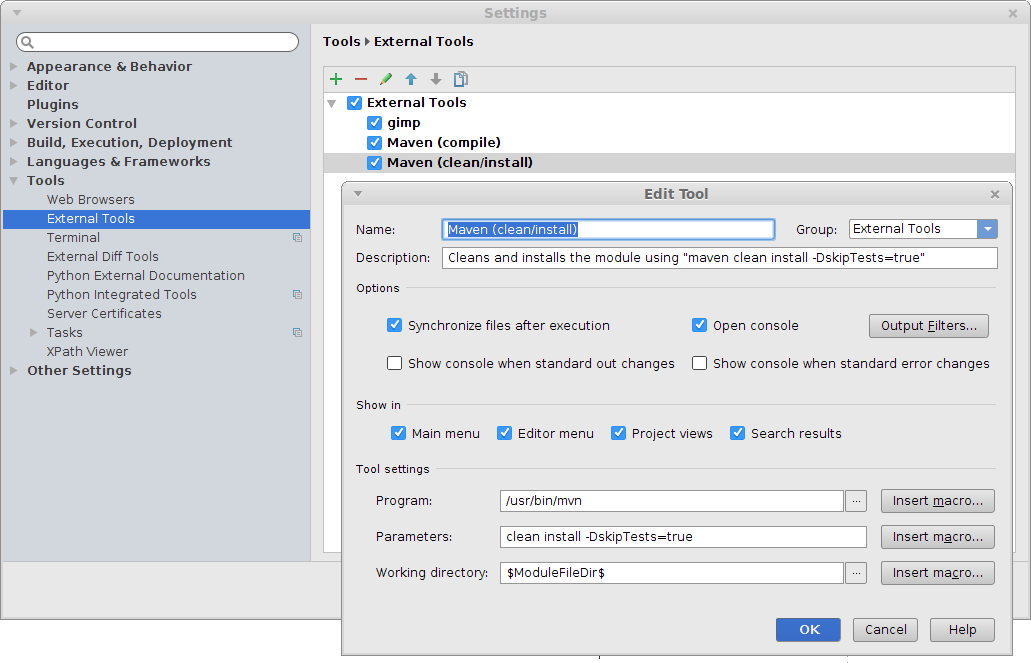 Settings
Tools External Tools
Appearance & Behavior
Editor
Plugins
Version Control
Build, Execution, Deployment
Languages & Frameworks
Tools
Web Browsers
External Tools
Terminal
External Diff Tools
Python External Documentation
Python Integrated Tools
Server Certificates
Tasks
XPath Viewer
Other Settings
External Tools
gimp
Maven (compile)
Maven (clean/install)
Edit Tool
Name: Maven (clean/install) Group: External Tools
Description: Cleans and installs the module using "maven clean install -DskipTests=true"
Options
Synchronize files after execution Open console Output Filters...
Show console when standard out changes Show console when standard error changes
Show in
Main menu Editor menu Project views Search results
Tool settings
Program: /usr/bin/mvn ... Insert macro...
Parameters: clean install -DskipTests=true Insert macro...
Working directory: $ModuleFileDir$ ... Insert macro...
OK Cancel Help